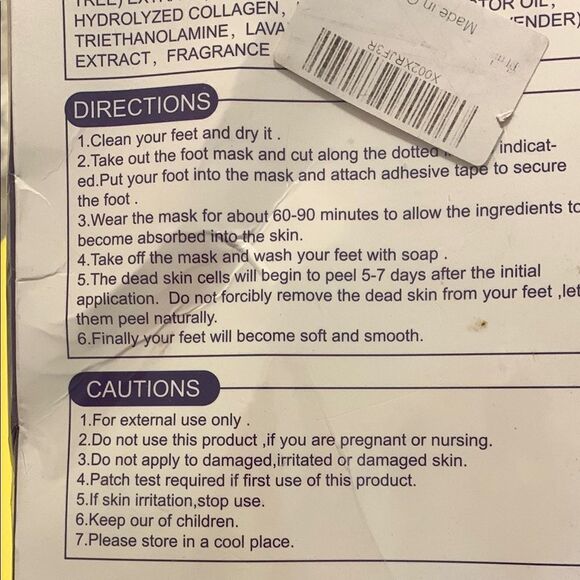 HYDROLYZED COLLAGEN,
TOR OIL,
TRIETHANOLAMINE, LAVA
ENDER)
EXTRACT, FRAGRANCE
Made in
X002XRJF3R
DIRECTIONS
1.Clean your feet and dry it .
2.Take out the foot mask and cut along the dotted indicat-
ed.Put your foot into the mask and attach adhesive tape to secure
the foot .
3.Wear the mask for about 60-90 minutes to allow the ingredients to
become absorbed into the skin.
4.Take off the mask and wash your feet with soap .
5.The dead skin cells will begin to peel 5-7 days after the initial
application. Do not forcibly remove the dead skin from your feet ,let
them peel naturally.
6.Finally your feet will become soft and smooth.
CAUTIONS
1.For external use only .
2.Do not use this product ,if you are pregnant or nursing.
3.Do not apply to damaged,irritated or damaged skin.
4.Patch test required if first use of this product.
5.If skin irritation,stop use.
6.Keep our of children.
7.Please store in a cool place.